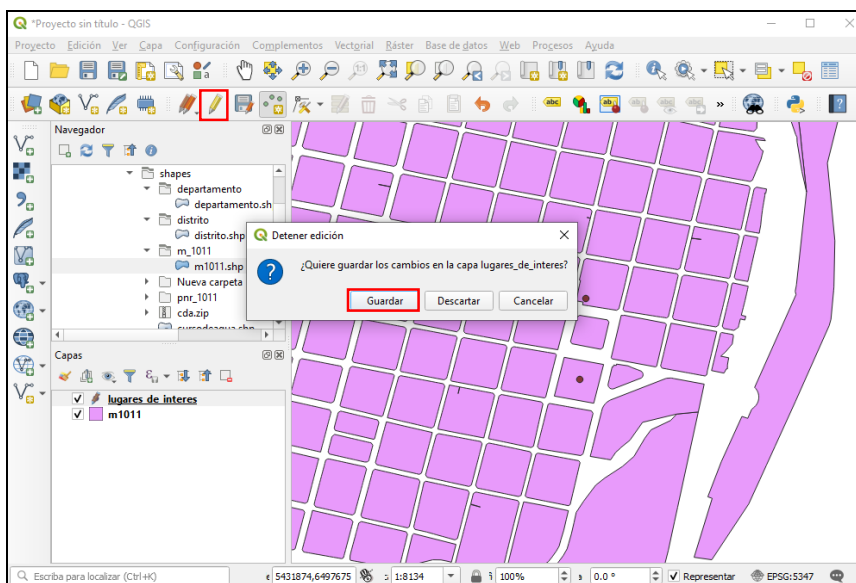 *Proyecto sin título - QGIS
Proyecto Edición Ver Capa Configuración Complementos Vectorial Ráster Base de datos Web Procesos Ayuda
abc
Navegador
shapes
departamento
departamento.sh
distrito
distrito.shp
m_1011
m1011.shp
Nueva carpeta
pnr_1011
cda.zip
cursodeagua.shp
Detener edición
¿Quiere guardar los cambios en la capa lugares_de_interes?
Guardar Descartar Cancelar
Capas
lugares de interes
m1011
Escriba para localizar (Ctrl+K) 5431874,6497675 1:8134 100% 0.0 ° Representar EPSG:5347